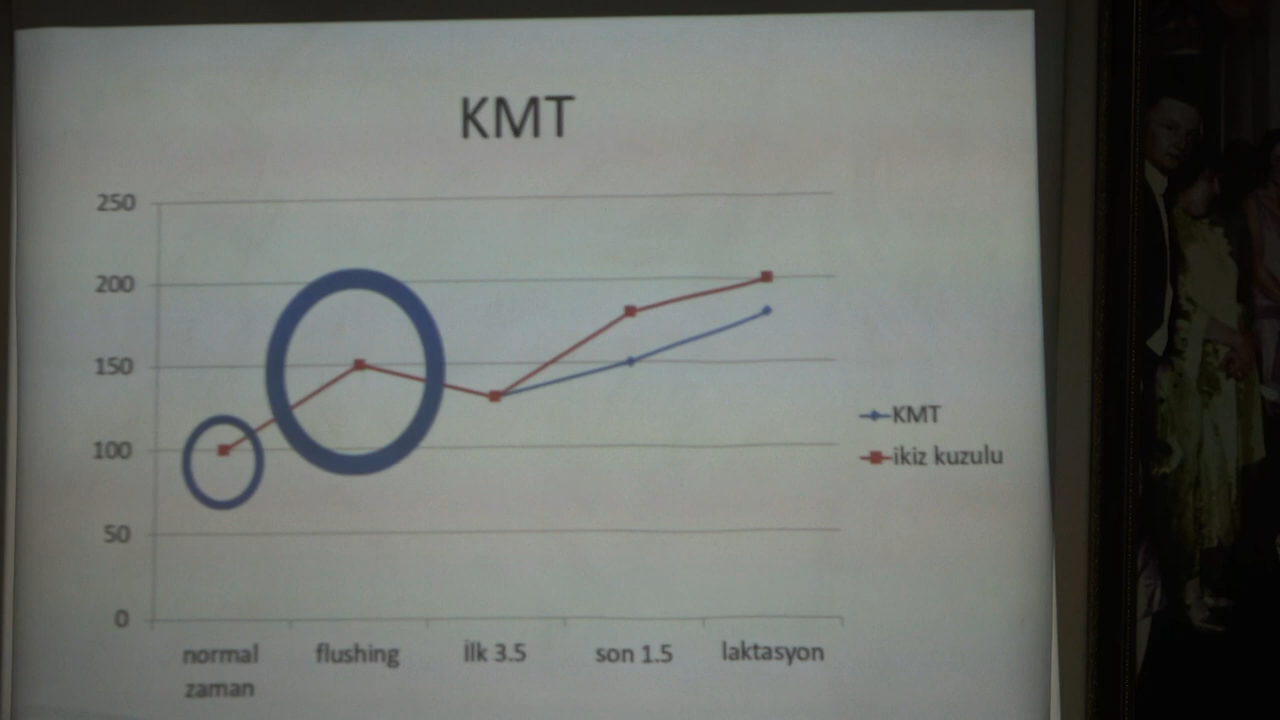 KMT
250
200
150
100
50
0
normal
zaman
flushing
İlk 3.5
son 1.5
laktasyon
KMT
ikiz kuzulu